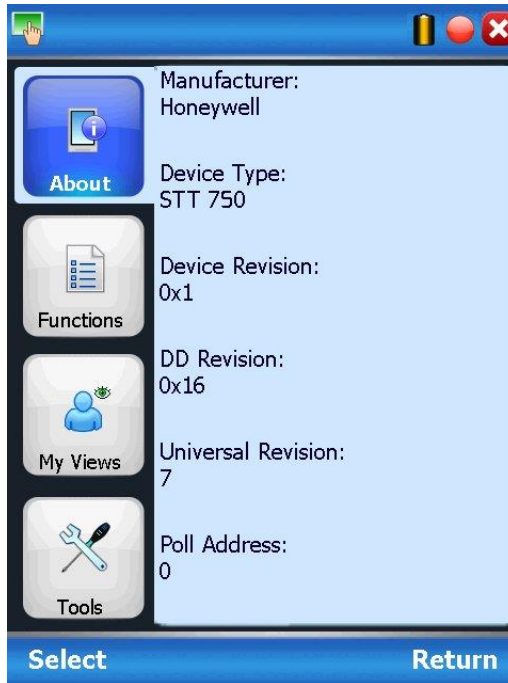 About
Functions
My Views
Tools
Manufacturer:
Honeywell
Device Type:
STT 750
Device Revision:
0x1
DD Revision:
0x16
Universal Revision:
7
Poll Address:
0
Select
Return